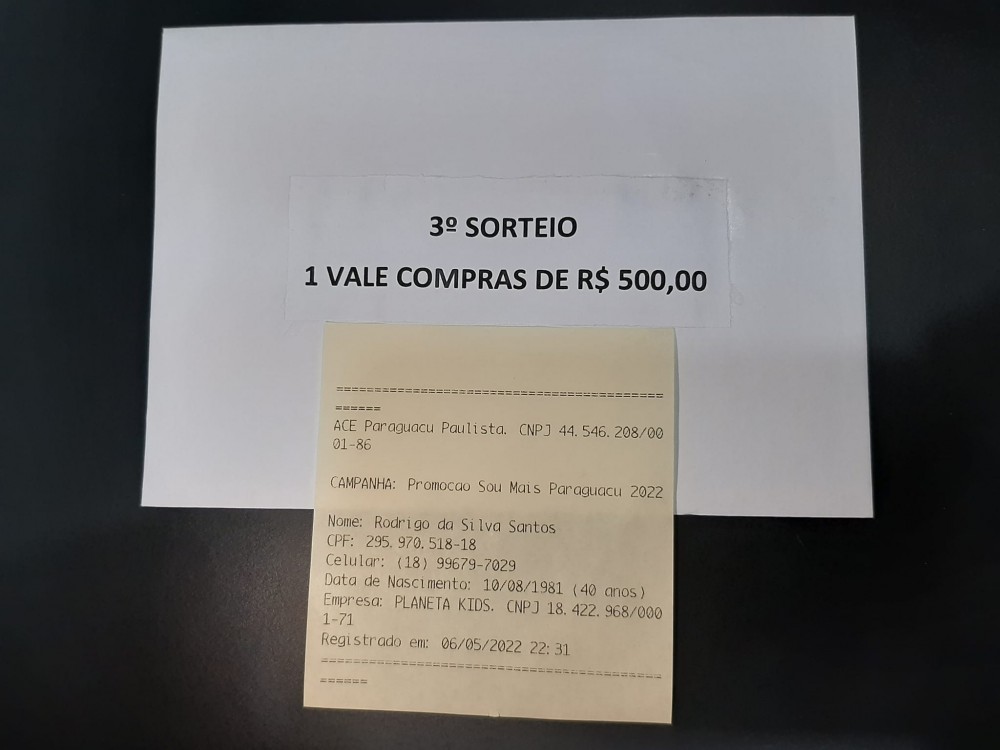 3º SORTEIO
1 VALE COMPRAS DE R$ 500,00
============================================
======
ACE Paraguacu Paulista. CNPJ 44.546.208/00
01-86
CAMPANHA: Promocao Sou Mais Paraguacu 2022
Nome: Rodrigo da Silva Santos
CPF: 295.970.518-18
Celular: (18) 99679-7029
Data de Nascimento: 10/08/1981 (40 anos)
Empresa: PLANETA KIDS. CNPJ 18.422.968/000
1-71
Registrado em: 06/05/2022 22:31
============================================
======